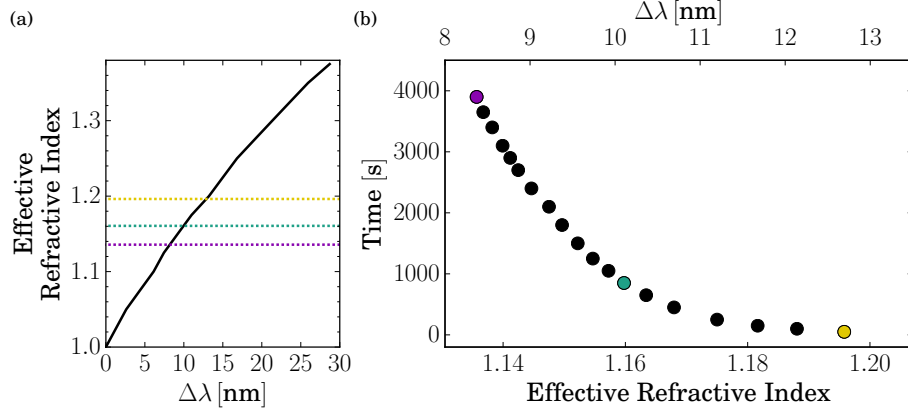 (a)
Effective
Refractive Index
1.3
1.2
1.1
1.0
0 5 10 15 20 25 30
Δλ [nm]
(b)
Δλ [nm]
8 9 10 11 12 13
Time [s]
4000
3000
2000
1000
0
1.14 1.16 1.18 1.20
Effective Refractive Index